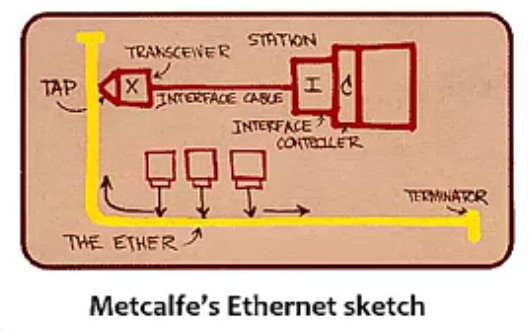 STATION
TRANSCEIVER
TAP
X
I
C
INTERFACE CABLE
INTERFACE
CONTROLLER
TERMINATOR
THE ETHER
Metcalfe's Ethernet sketch